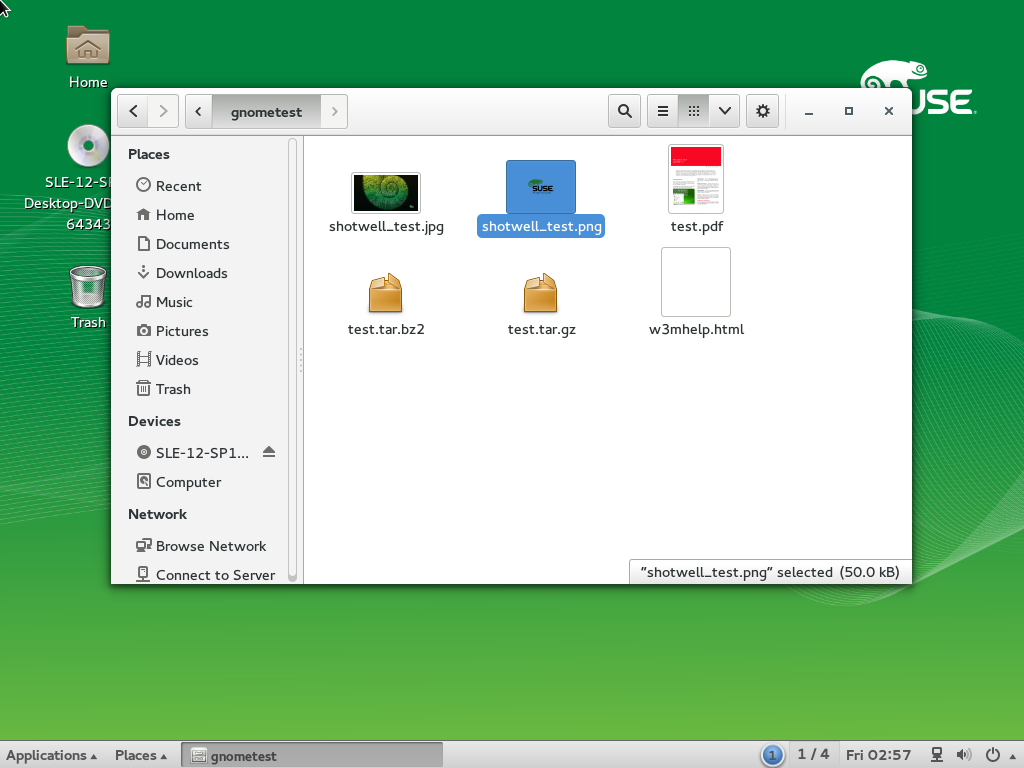 Home
SUSE
gnometest
SLE-12-SP
Desktop-DVD
64343
Trash
Places
Recent
Home
Documents
Downloads
Music
Pictures
Videos
Trash
Devices
SLE-12-SP1...
Computer
Network
Browse Network
Connect to Server
shotwell_test.jpg
SUSE
shotwell_test.png
test.pdf
test.tar.bz2
test.tar.gz
w3mhelp.html
"shotwell_test.png" selected (50.0 kB)
Applications
Places
gnometest
1
1 / 4
Fri 02:57